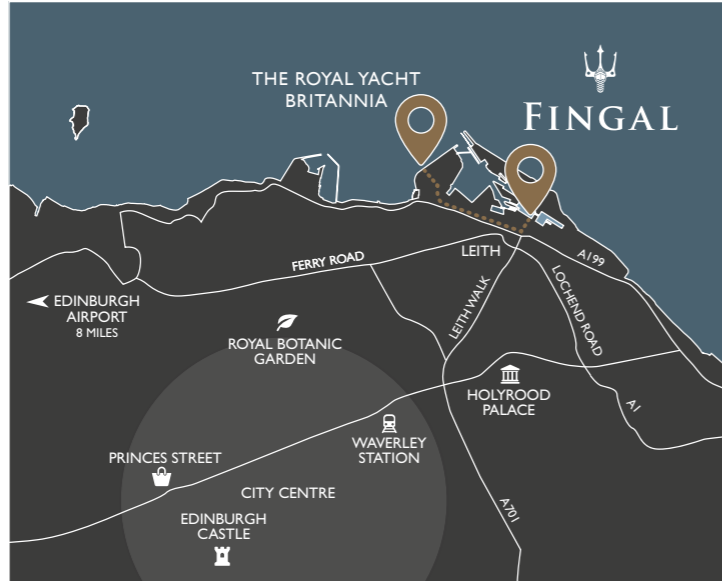 THE ROYAL YACHT
BRITANNIA
FINGAL
A199
LEITH
FERRY ROAD
LEITH WALK
LOCHEND ROAD
EDINBURGH
AIRPORT
8 MILES
ROYAL BOTANIC
GARDEN
HOLYROOD
PALACE
A1
WAVERLEY
STATION
PRINCES STREET
CITY CENTRE
A701
EDINBURGH
CASTLE